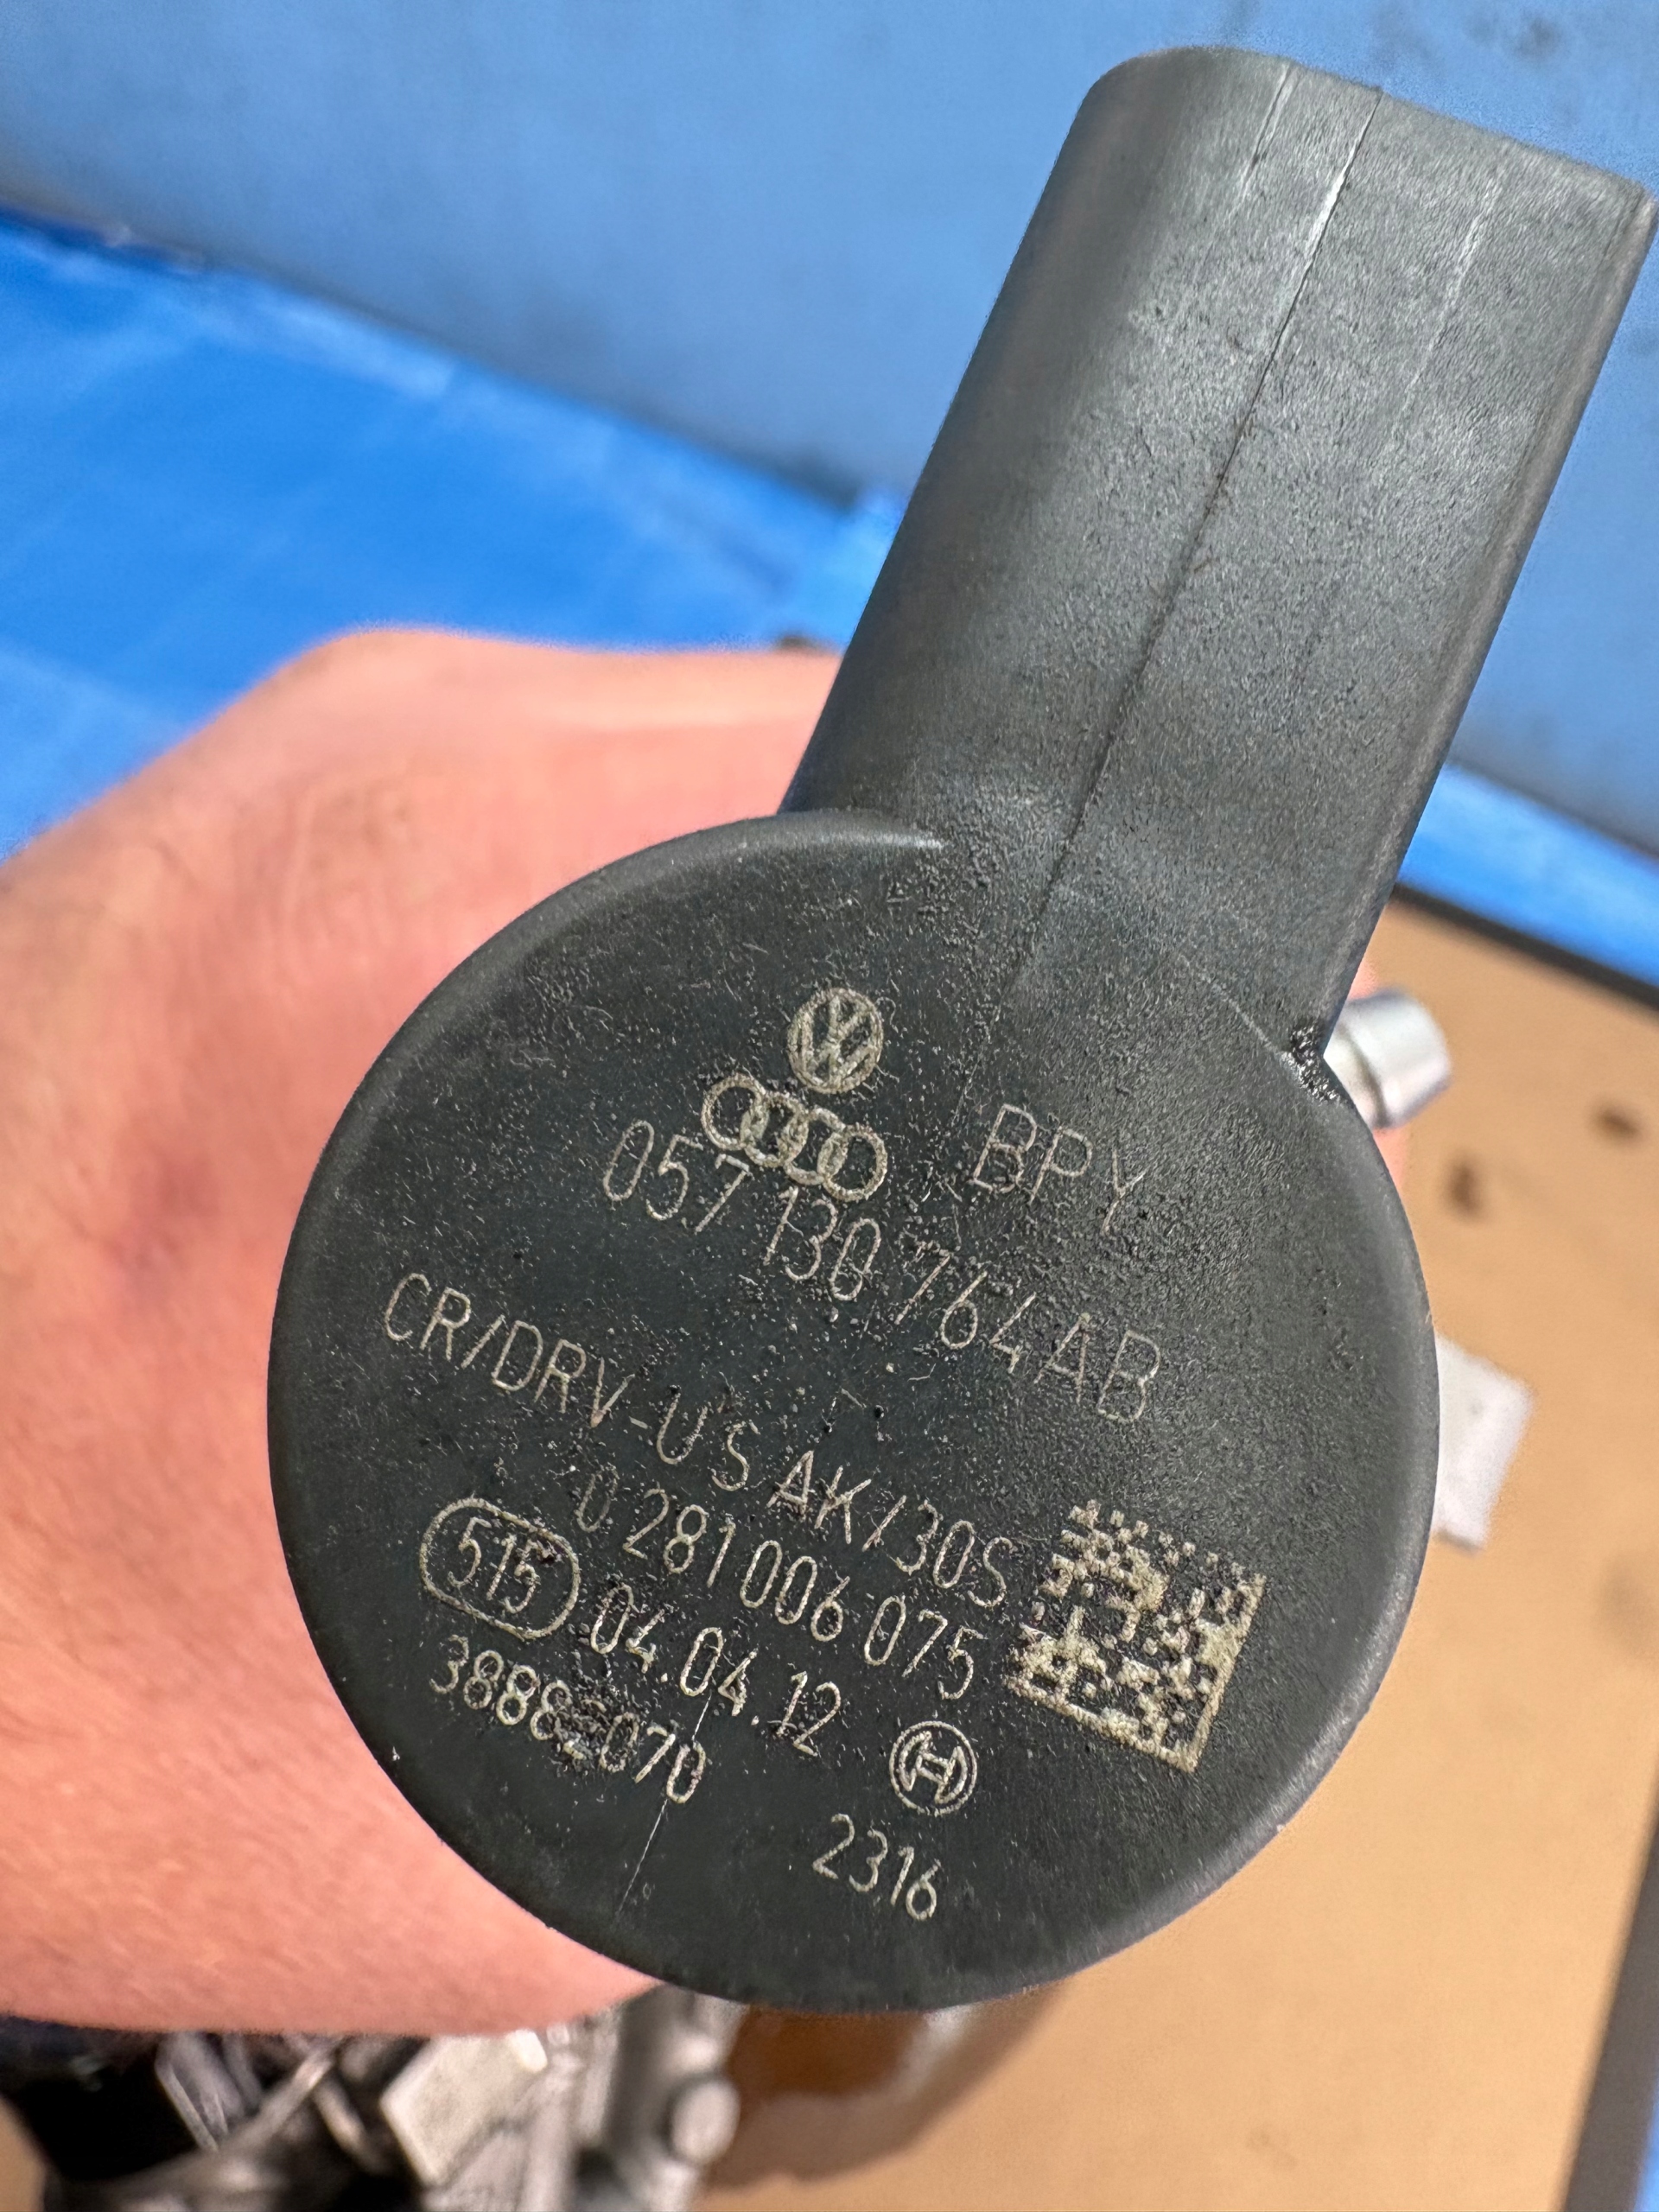 BPY
057 130 764 AB
CR/DRV-U S AK/30S
0 281 006 075
515 04.04.12
2316